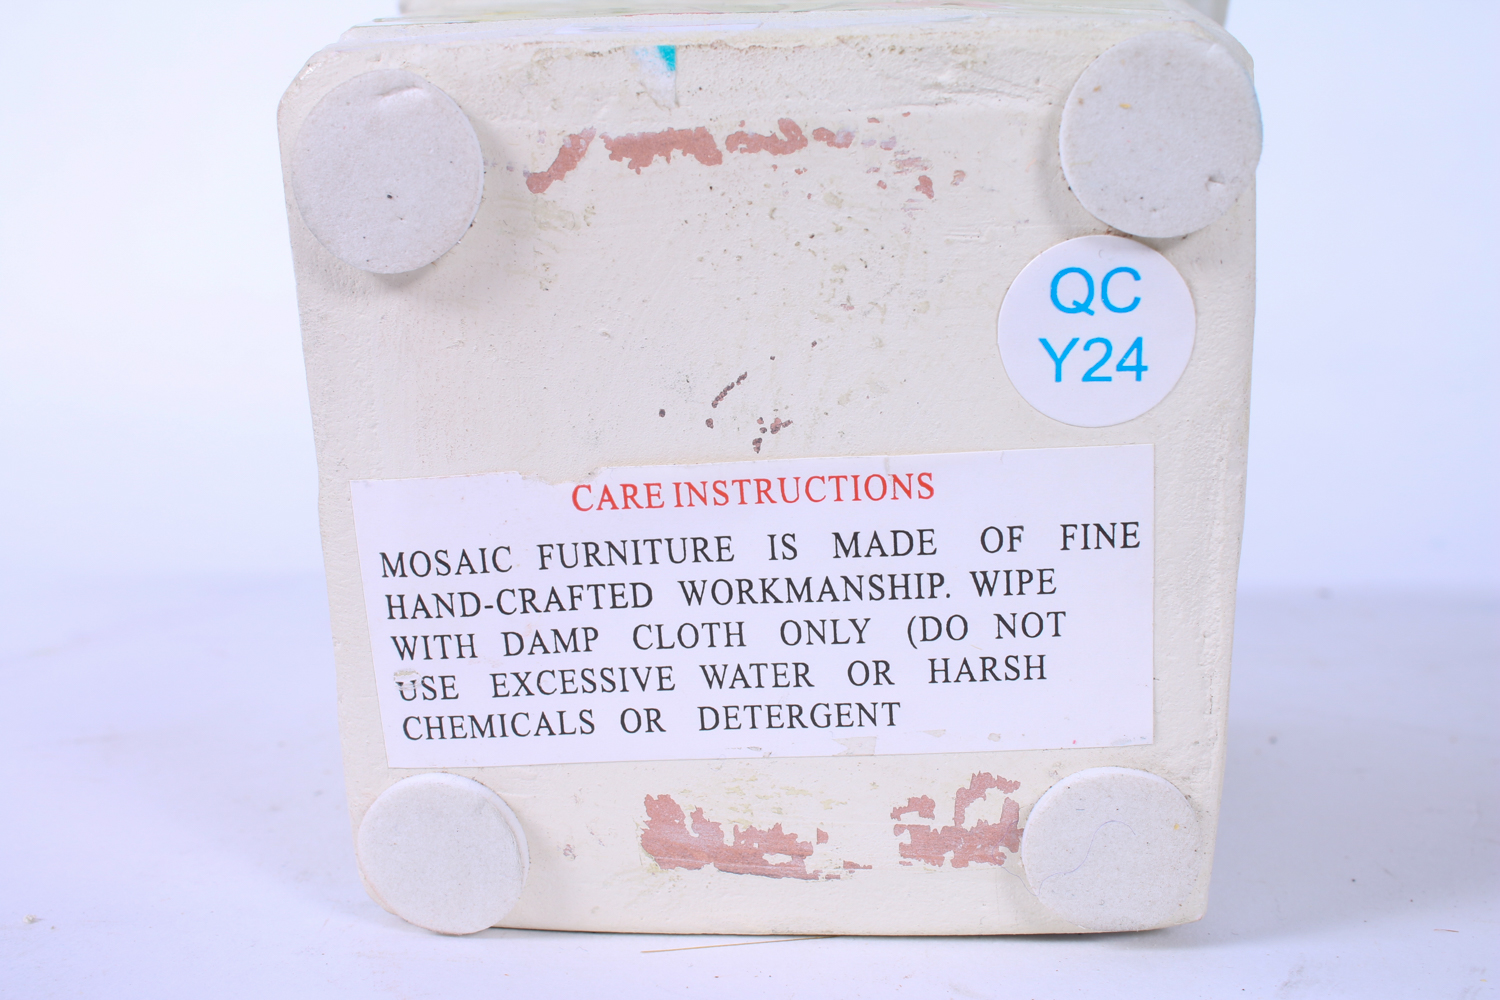 QC
Y24
CARE INSTRUCTIONS
MOSAIC FURNITURE IS MADE OF FINE
HAND-CRAFTED WORKMANSHIP. WIPE
WITH DAMP CLOTH ONLY (DO NOT
USE EXCESSIVE WATER OR HARSH
CHEMICALS OR DETERGENT